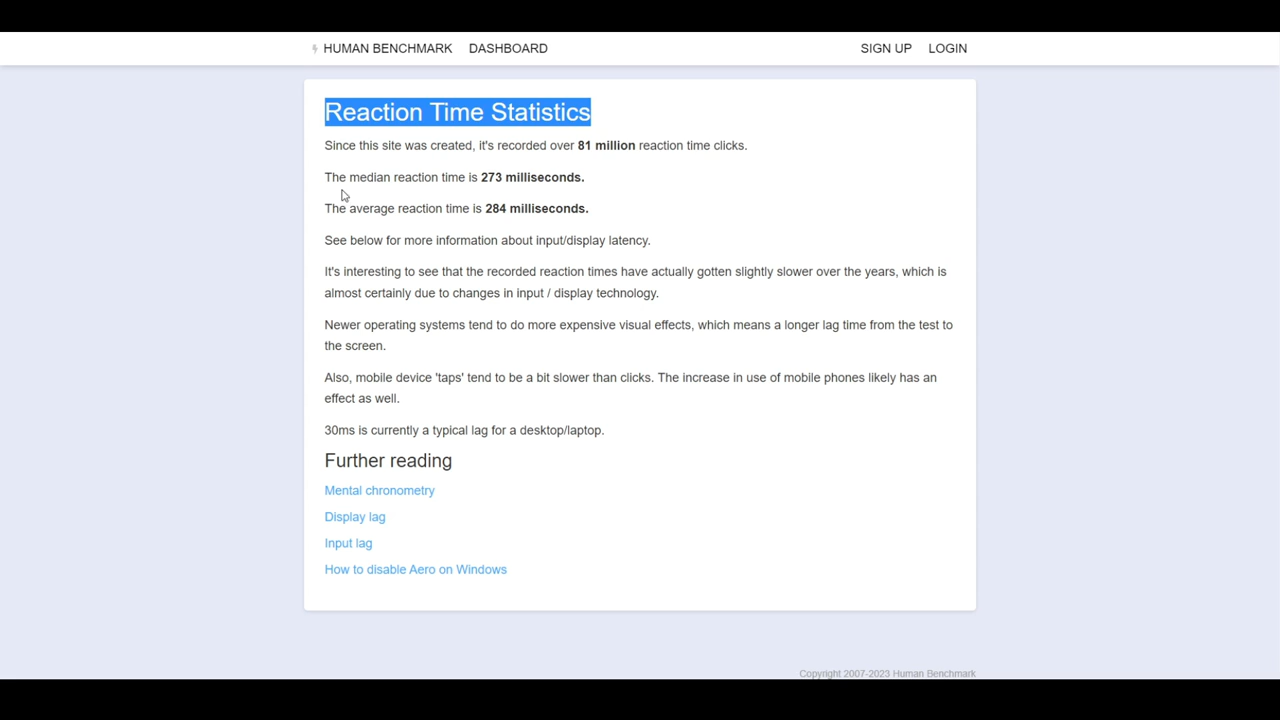 HUMAN BENCHMARK DASHBOARD SIGN UP LOGIN
Reaction Time Statistics
Since this site was created, it's recorded over 81 million reaction time clicks.
The median reaction time is 273 milliseconds.
The average reaction time is 284 milliseconds.
See below for more information about input/display latency.
It's interesting to see that the recorded reaction times have actually gotten slightly slower over the years, which is
almost certainly due to changes in input / display technology.
Newer operating systems tend to do more expensive visual effects, which means a longer lag time from the test to
the screen.
Also, mobile device 'taps' tend to be a bit slower than clicks. The increase in use of mobile phones likely has an
effect as well.
30ms is currently a typical lag for a desktop/laptop.
Further reading
Mental chronometry
Display lag
Input lag
How to disable Aero on Windows
Copyright 2007-2023 Human Benchmark